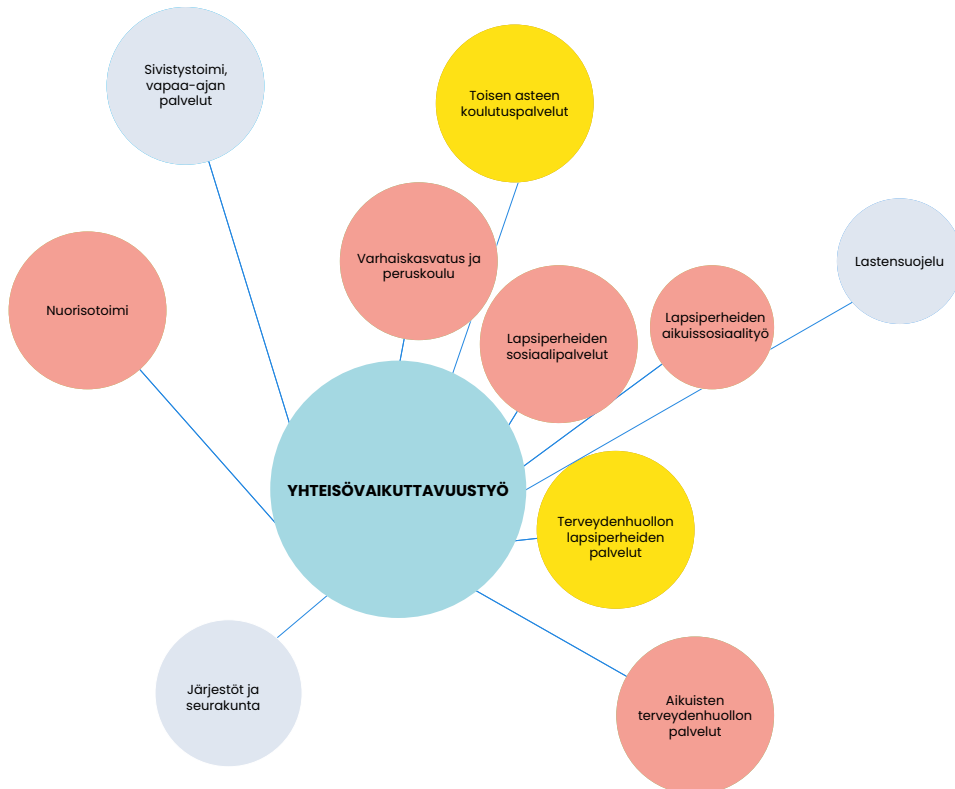 Sivistystoimi,
vapaa-ajan
palvelut
Toisen asteen
koulutuspalvelut
Varhaiskasvatus ja
peruskoulu
Lastensuojelu
Nuorisotoimi
Lapsiperheiden
sosiaalipalvelut
Lapsiperheiden
aikuissosiaalityö
YHTEISÖVAIKUTTAVUUSTYÖ
Terveydenhuollon
lapsiperheiden
palvelut
Järjestöt ja
seurakunta
Aikuisten
terveydenhuollon
palvelut